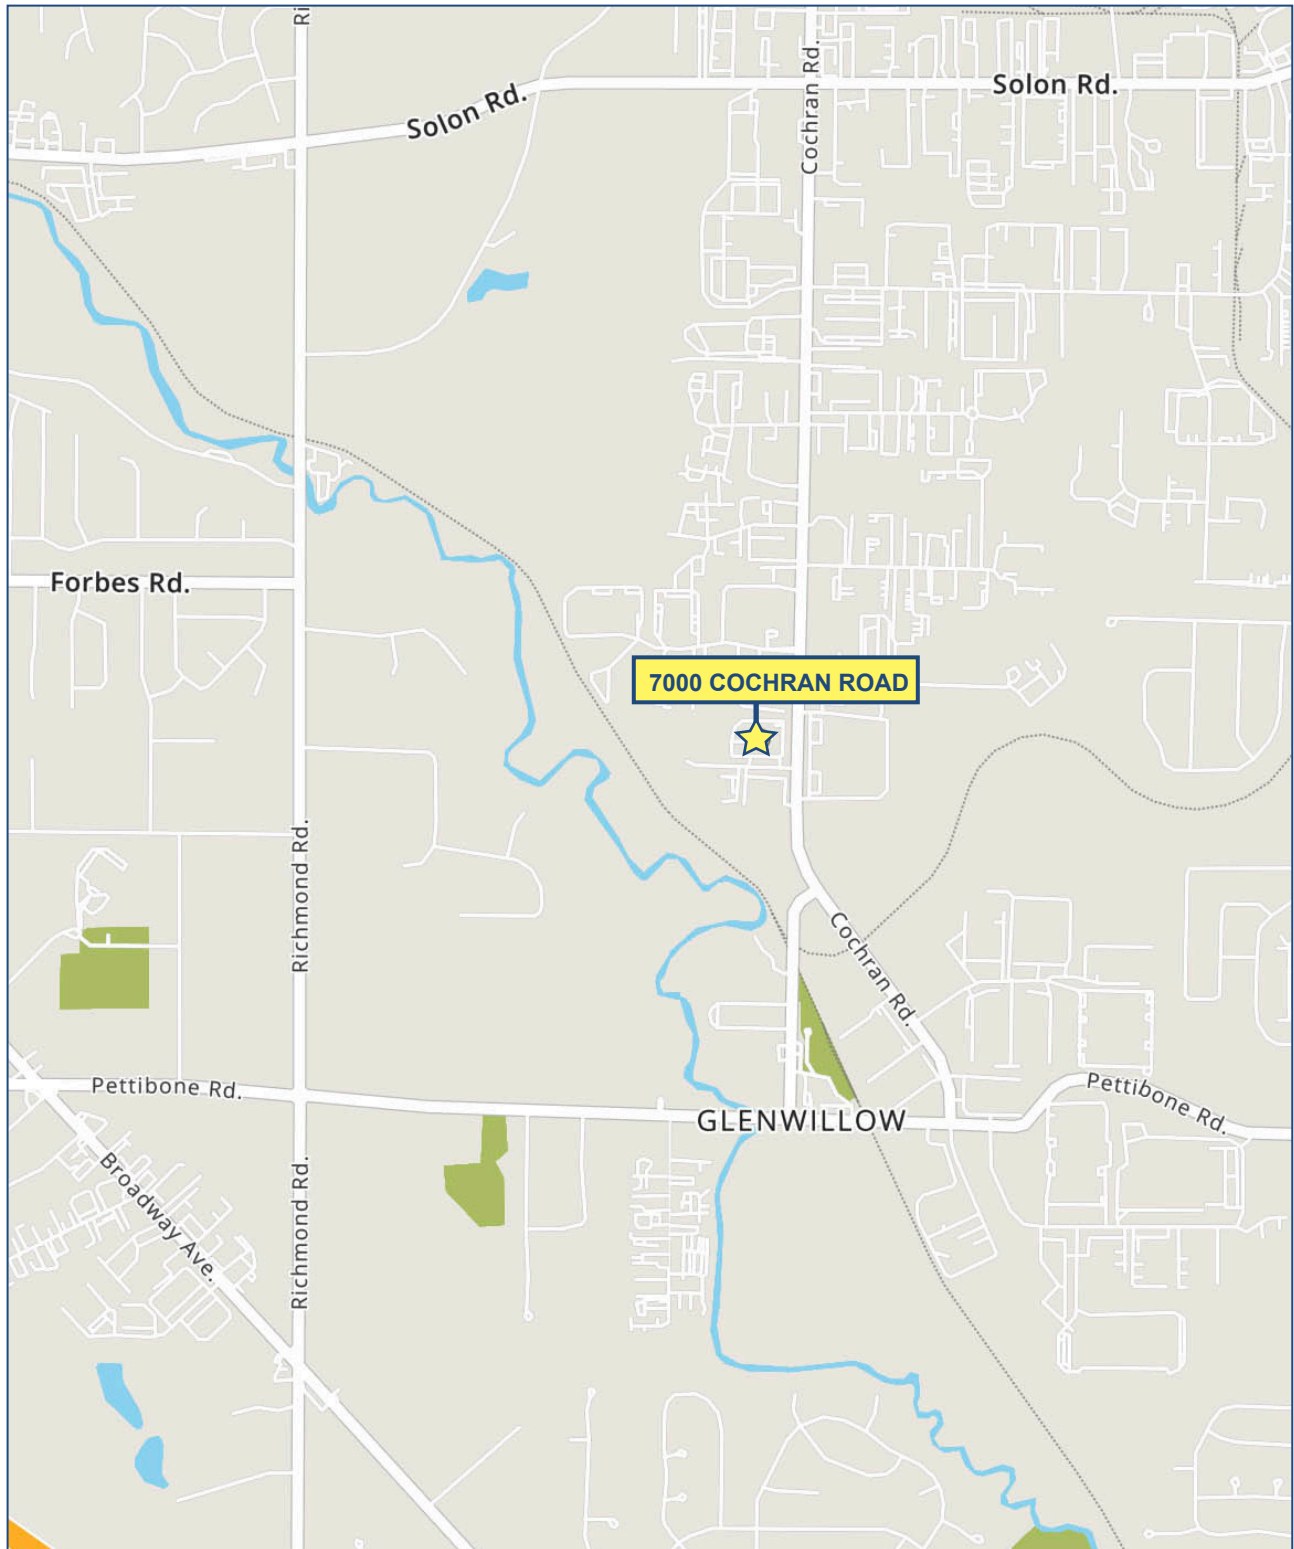 Ri
Cochran Rd.
Solon Rd.
Solon Rd.
Forbes Rd.
7000 COCHRAN ROAD
Richmond Rd.
Cochran Rd.
Pettibone Rd.
Pettibone Rd.
GLENWILLOW
Broadway Ave.
Richmond Rd.